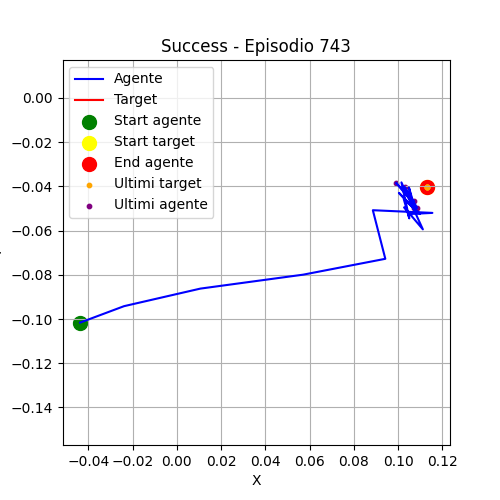 Success - Episodio 743
Agente
Target
Start agente
Start target
End agente
Ultimi target
Ultimi agente
0.00
−0.02
−0.04
−0.06
−0.08
−0.10
−0.12
−0.14
−0.04 −0.02 0.00 0.02 0.04 0.06 0.08 0.10 0.12
X